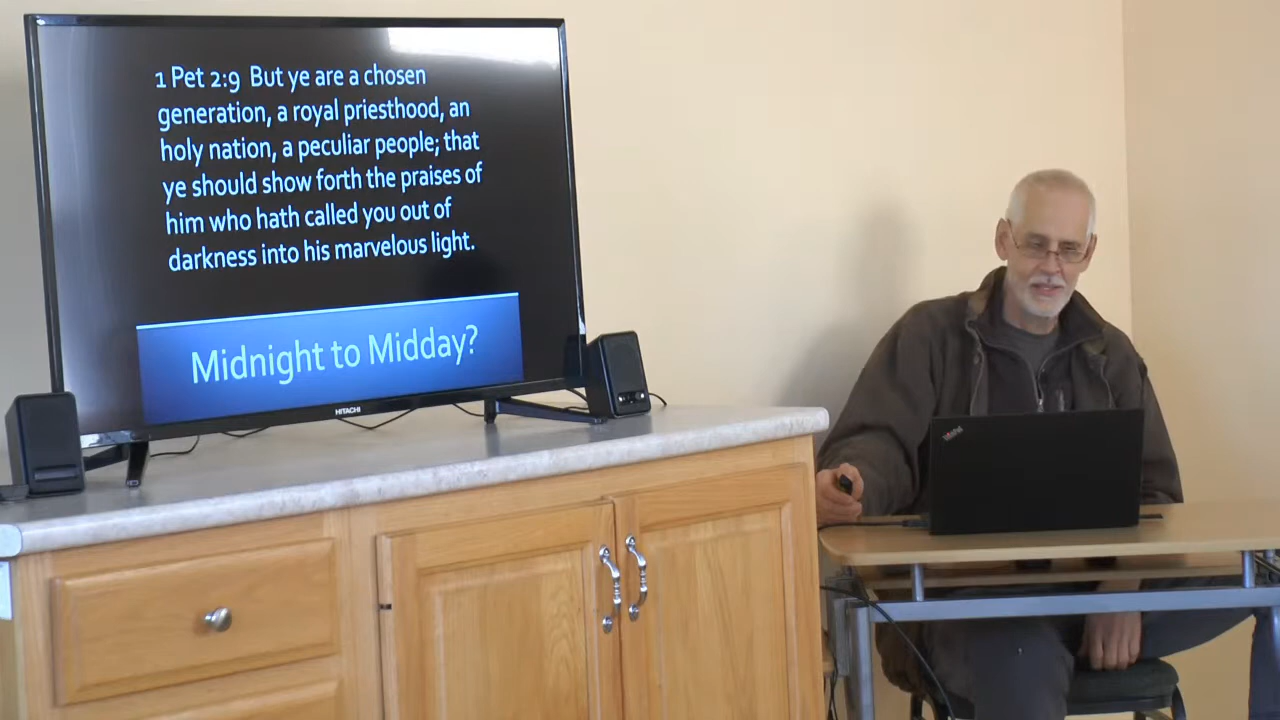 1 Pet 2:9 But ye are a chosen
generation, a royal priesthood, an
holy nation, a peculiar people; that
ye should show forth the praises of
him who hath called you out of
darkness into his marvelous light.
Midnight to Midday?
HITACHI
ThinkPad